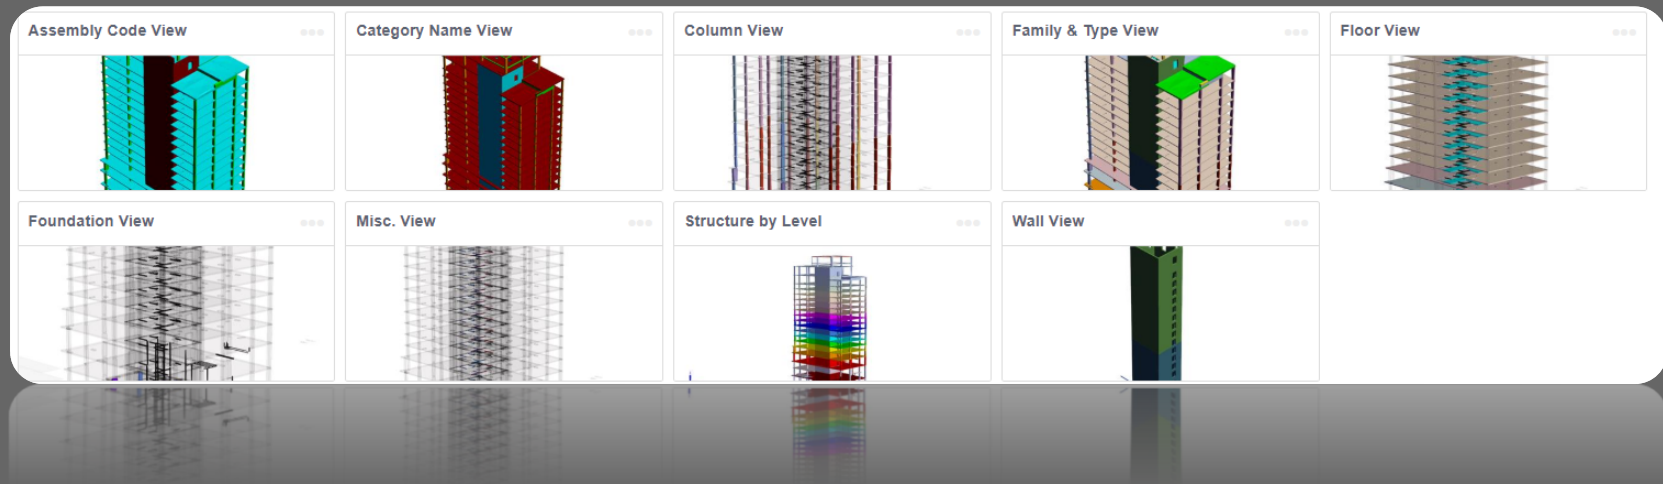 Assembly Code View
Category Name View
Column View
Family & Type View
Floor View
Foundation View
Misc. View
Structure by Level
Wall View